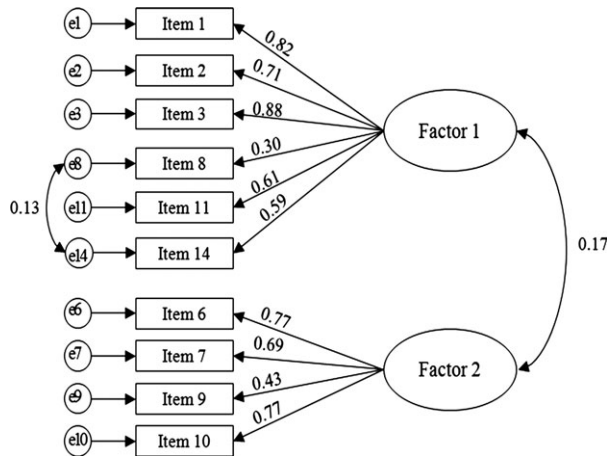 e1 Item 1
0.82
e2 Item 2
0.71
e3 Item 3
0.88
Factor 1
e8 Item 8
0.30
e11 Item 11
0.61
0.13
e14 Item 14
0.59
0.17
e6 Item 6
0.77
e7 Item 7
0.69
Factor 2
e9 Item 9
0.43
e10 Item 10
0.77